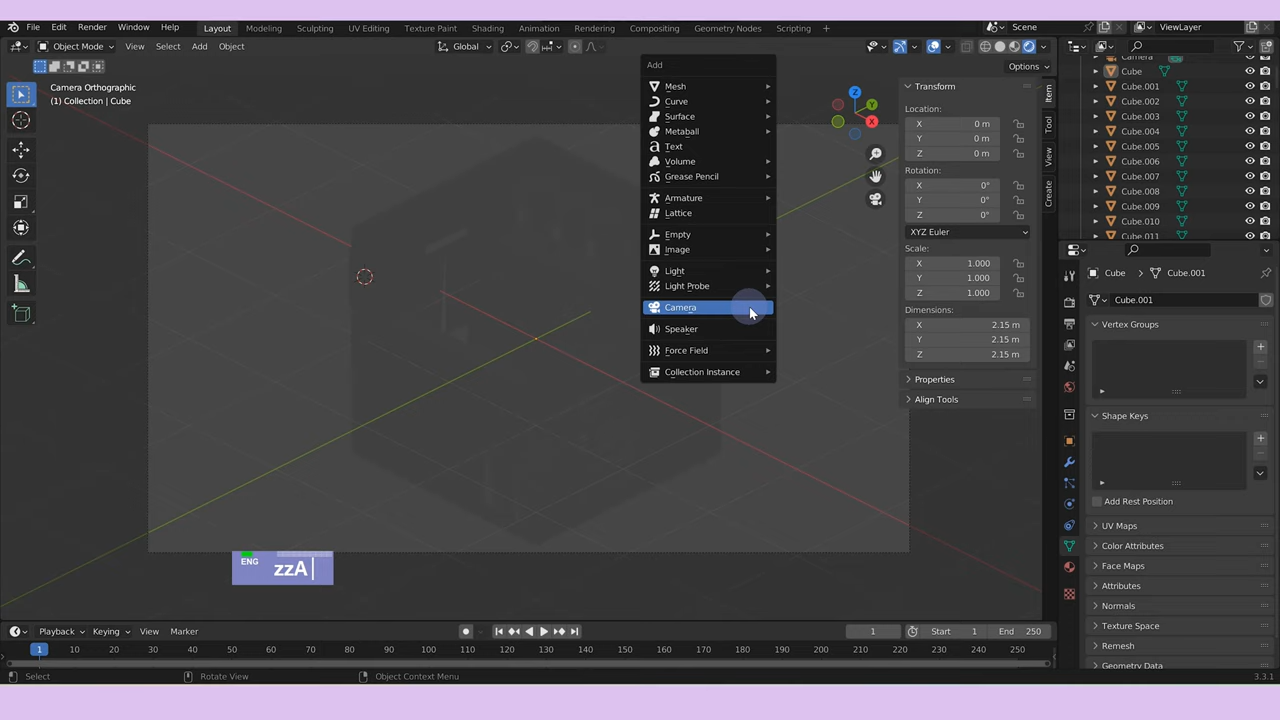 File Edit Render Window Help Layout Modeling Sculpting UV Editing Texture Paint Shading Animation Rendering Compositing Geometry Nodes Scripting + Scene ViewLayer
Object Mode View Select Add Object Global
Options
Camera Orthographic
(1) Collection | Cube
Add
Mesh
Curve
Surface
Metaball
Text
Volume
Grease Pencil
Armature
Lattice
Empty
Image
Light
Light Probe
Camera
Speaker
Force Field
Collection Instance
Z
Y
X
Transform
Location:
X 0 m
Y 0 m
Z 0 m
Rotation:
X 0°
Y 0°
Z 0°
XYZ Euler
Scale:
X 1.000
Y 1.000
Z 1.000
Dimensions:
X 2.15 m
Y 2.15 m
Z 2.15 m
Properties
Align Tools
Item
Tool
View
Create
Camera
Cube
Cube.001
Cube.002
Cube.003
Cube.004
Cube.005
Cube.006
Cube.007
Cube.008
Cube.009
Cube.010
Cube.011
Cube Cube.001
Cube.001
Vertex Groups
Shape Keys
Add Rest Position
UV Maps
Color Attributes
Face Maps
Attributes
Normals
Texture Space
Remesh
Geometry Data
ENG zzA
Playback Keying View Marker 1 Start 1 End 250
1 10 20 30 40 50 60 70 80 90 100 110 120 130 140 150 160 170 180 190 200 210 220 230 240 250
Select Rotate View Object Context Menu 3.3.1